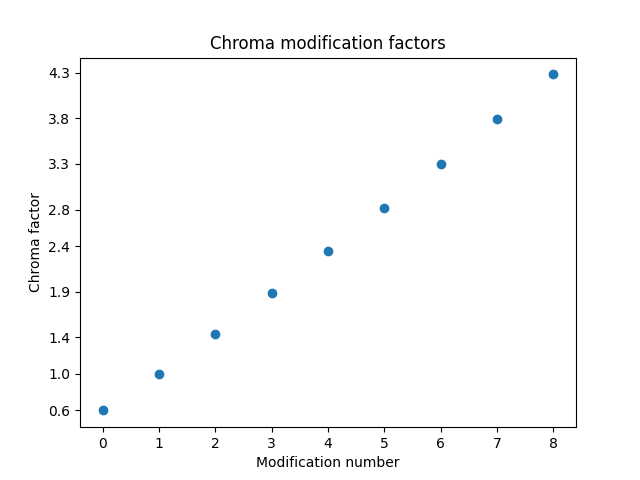 Chroma modification factors
Chroma factor
4.3
3.8
3.3
2.8
2.4
1.9
1.4
1.0
0.6
0 1 2 3 4 5 6 7 8
Modification number